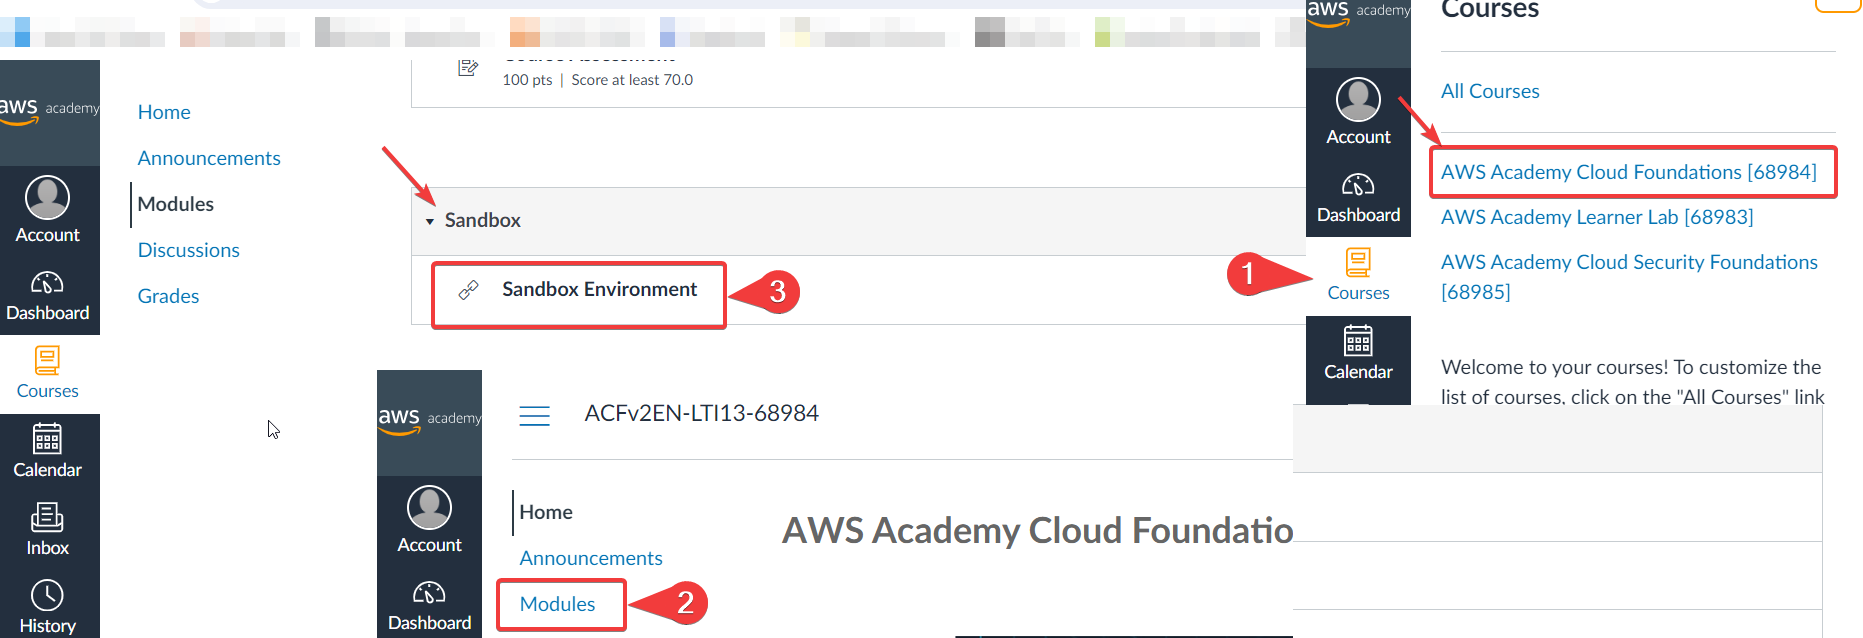 aws academy
Account
Dashboard
Courses
Calendar
Inbox
History
Home
Announcements
Modules
Discussions
Grades
100 pts | Score at least 70.0
Sandbox
Sandbox Environment
3
aws academy
Account
Dashboard
ACFv2EN-LTI13-68984
Home
Announcements
Modules
2
AWS Academy Cloud Foundatio
aws academy
Account
Dashboard
1
Courses
Calendar
Courses
All Courses
AWS Academy Cloud Foundations [68984]
AWS Academy Learner Lab [68983]
AWS Academy Cloud Security Foundations
[68985]
Welcome to your courses! To customize the
list of courses, click on the "All Courses" link